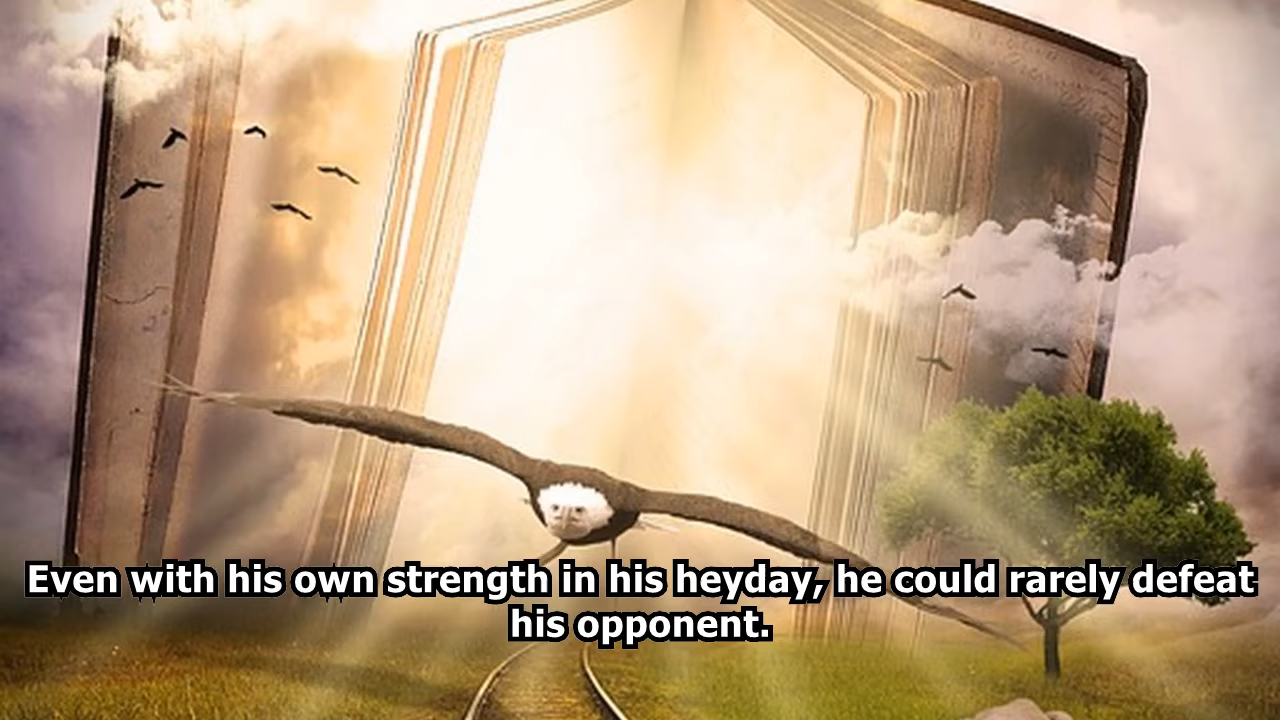 Even with his own strength in his heyday, he could rarely defeat
his opponent.